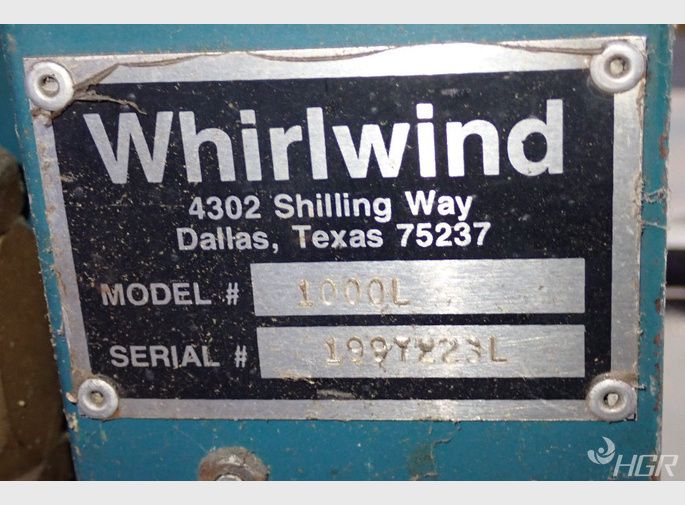 Whirlwind
4302 Shilling Way
Dallas, Texas 75237
MODEL # 1000L
SERIAL #
HGR